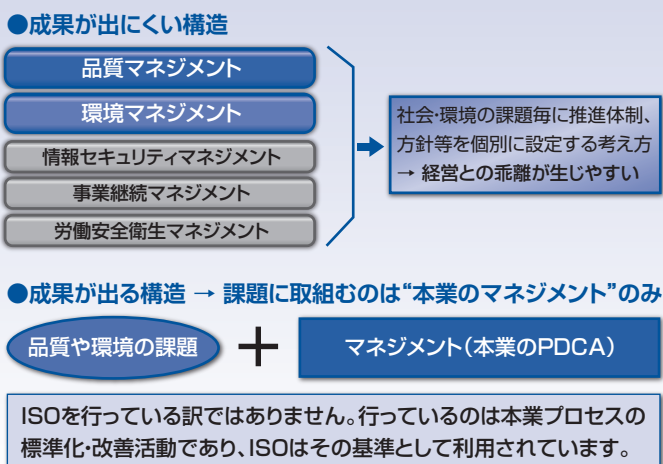 ●成果が出にくい構造
品質マネジメント
環境マネジメント
情報セキュリティマネジメント
事業継続マネジメント
労働安全衛生マネジメント
社会・環境の課題毎に推進体制、
方針等を個別に設定する考え方
→ 経営との乖離が生じやすい
●成果が出る構造 → 課題に取組むのは“本業のマネジメント”のみ
品質や環境の課題
＋
マネジメント（本業のPDCA）
ISOを行っている訳ではありません。行っているのは本業プロセスの
標準化・改善活動であり、ISOはその基準として利用されています。